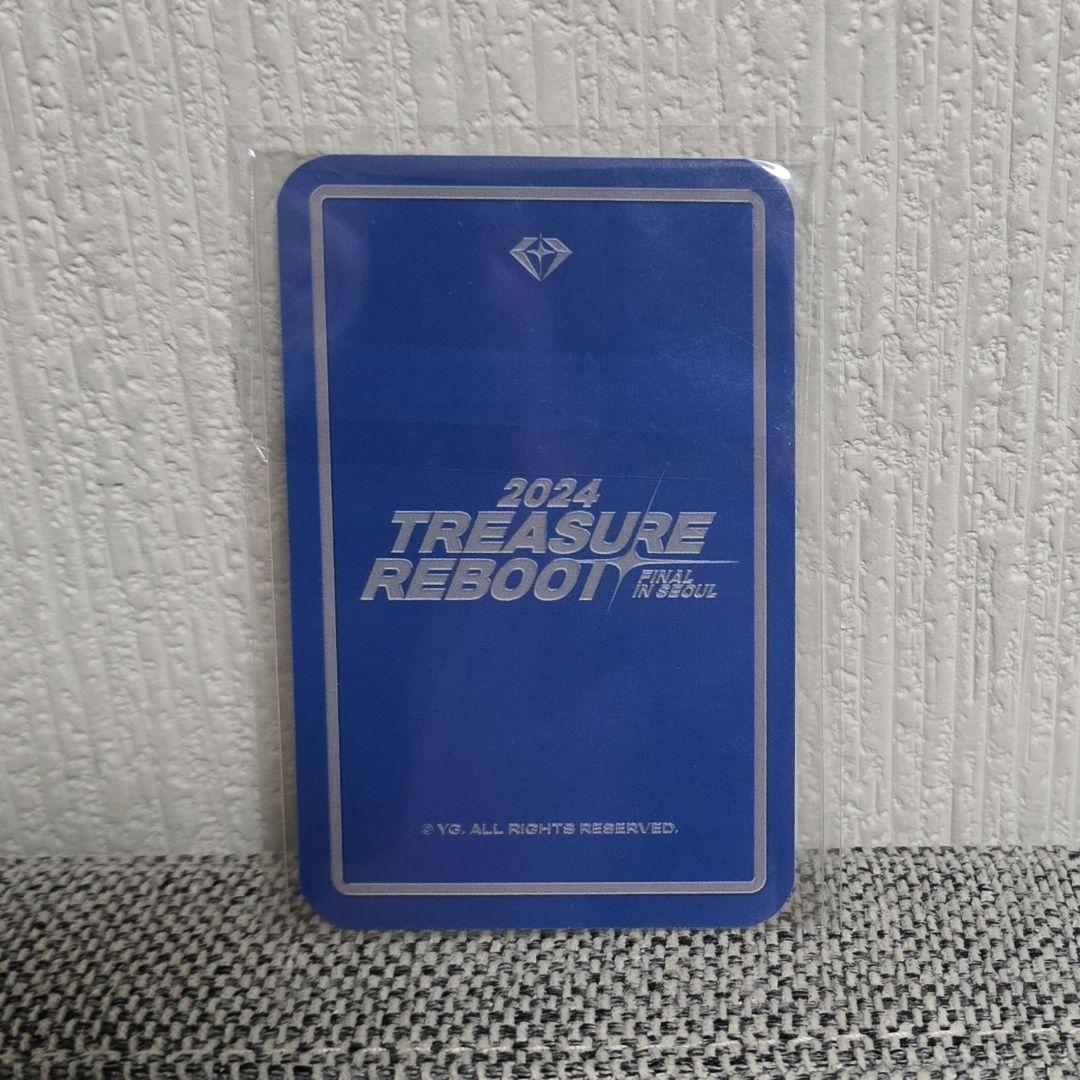 2024
TREASURE
REBOOT
FINAL
IN SEOUL
© YG. ALL RIGHTS RESERVED.